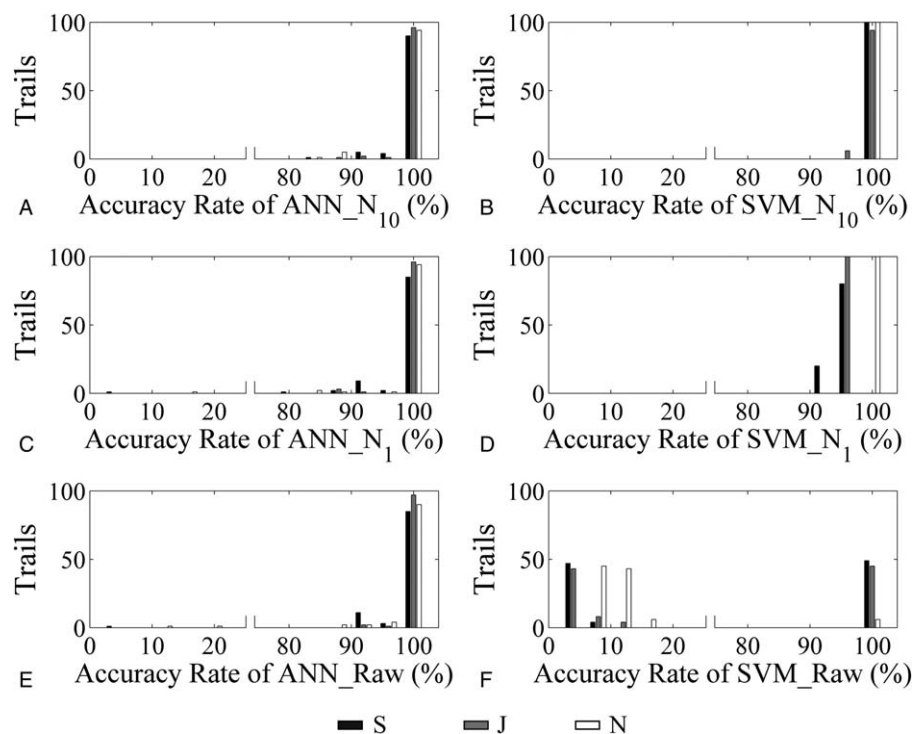 100
50
0
Trails
0 10 20 80 90 100
A Accuracy Rate of ANN_N10 (%)
100
50
0
Trails
0 10 20 80 90 100
B Accuracy Rate of SVM_N10 (%)
100
50
0
Trails
0 10 20 80 90 100
C Accuracy Rate of ANN_N1 (%)
100
50
0
Trails
0 10 20 80 90 100
D Accuracy Rate of SVM_N1 (%)
100
50
0
Trails
0 10 20 80 90 100
E Accuracy Rate of ANN_Raw (%)
100
50
0
Trails
0 10 20 80 90 100
F Accuracy Rate of SVM_Raw (%)
S J N